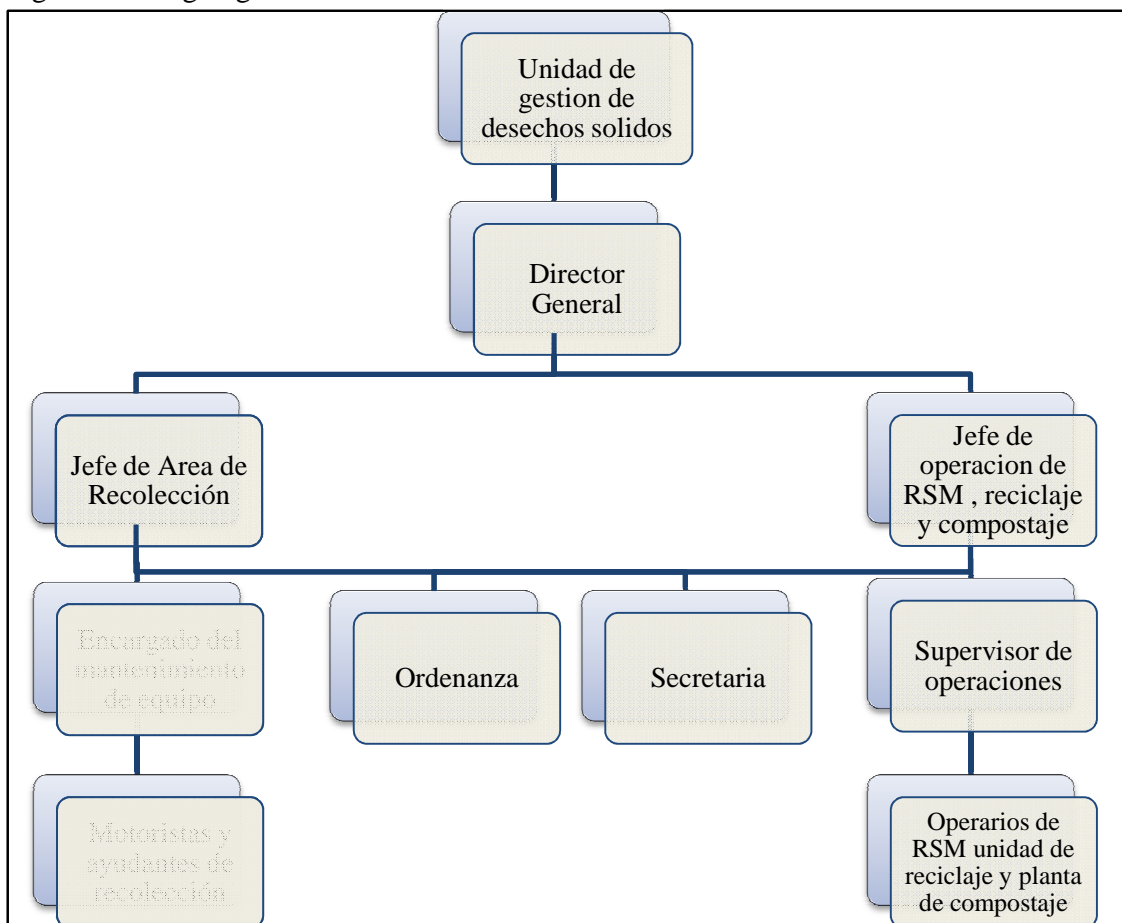 Unidad de
gestion de
desechos solidos
Director
General
Jefe de Area de
Recolección
Jefe de
operacion de
RSM , reciclaje
y compostaje
Encargado del
mantenimiento
de equipo
Ordenanza
Secretaria
Supervisor de
operaciones
Motoristas y
ayudantes de
recolección
Operarios de
RSM unidad de
reciclaje y planta
de compostaje